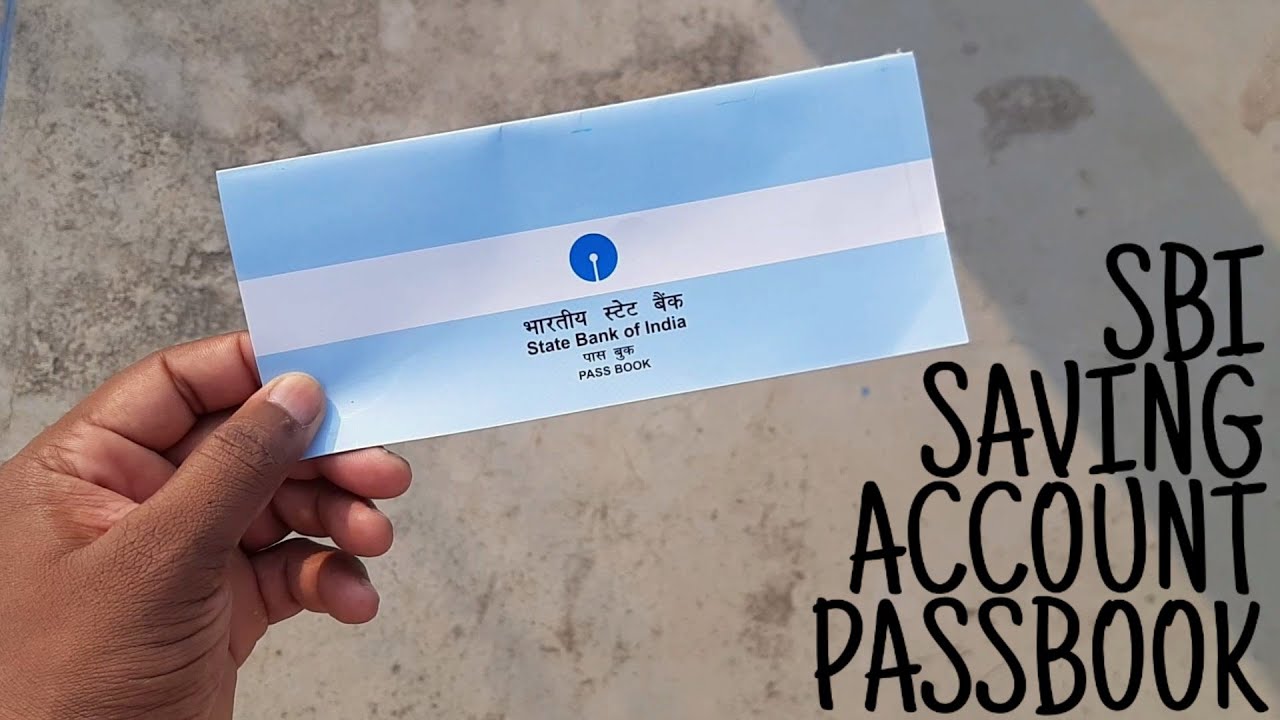 भारतीय स्टेट बैंक
State Bank of India
पास बुक
PASS BOOK
SBI
SAVING
ACCOUNT
PASSBOOK